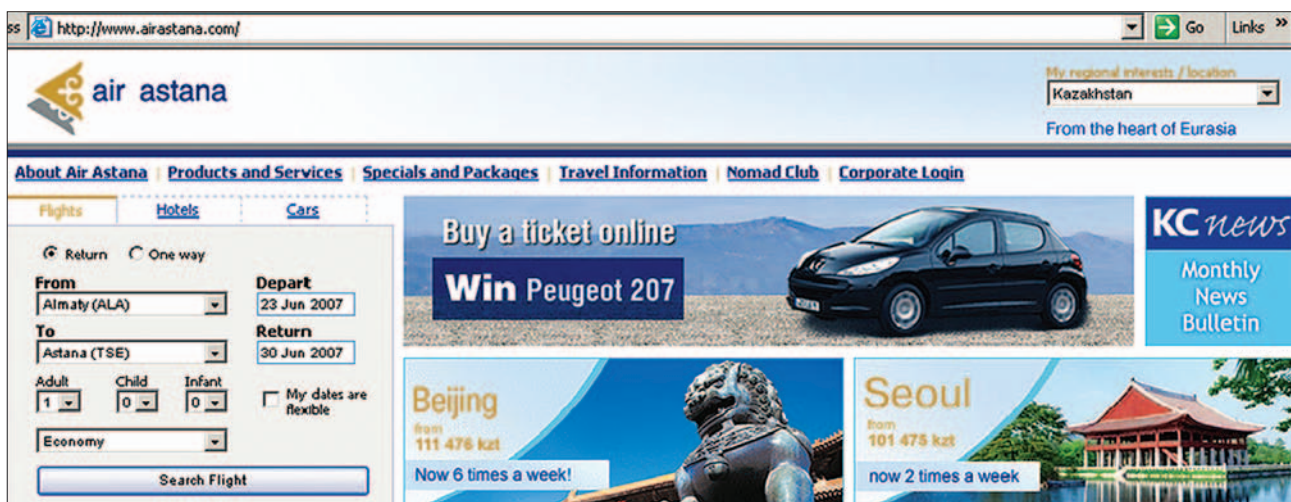 ss http://www.airastana.com/ Go Links »
air astana
My regional interests / location
Kazakhstan
From the heart of Eurasia
About Air Astana | Products and Services | Specials and Packages | Travel Information | Nomad Club | Corporate Login
Flights Hotels Cars
Return One way
From Depart
Almaty (ALA) 23 Jun 2007
To Return
Astana (TSE) 30 Jun 2007
Adult Child Infant
1 0 0
My dates are
flexible
Economy
Search Flight
Buy a ticket online
Win Peugeot 207
KC news
Monthly
News
Bulletin
Beijing
from
111 476 kzt
Now 6 times a week!
Seoul
from
101 475 kzt
now 2 times a week